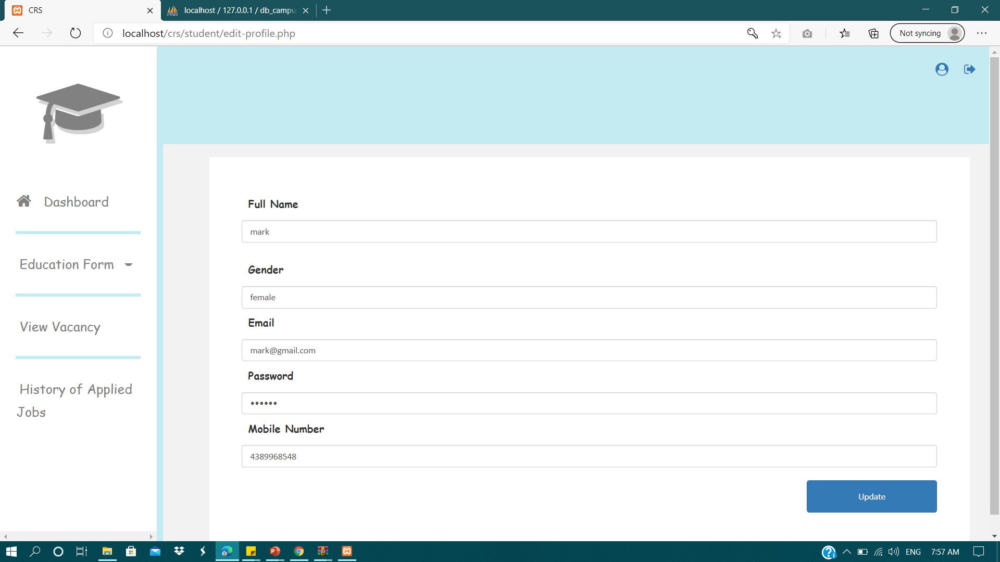 CRS
localhost / 127.0.0.1 / db_campu
localhost/crs/student/edit-profile.php
Not syncing
Dashboard
Education Form
View Vacancy
History of Applied
Jobs
Full Name
mark
Gender
female
Email
mark@gmail.com
Password
••••••
Mobile Number
4389968548
Update
ENG
7:57 AM